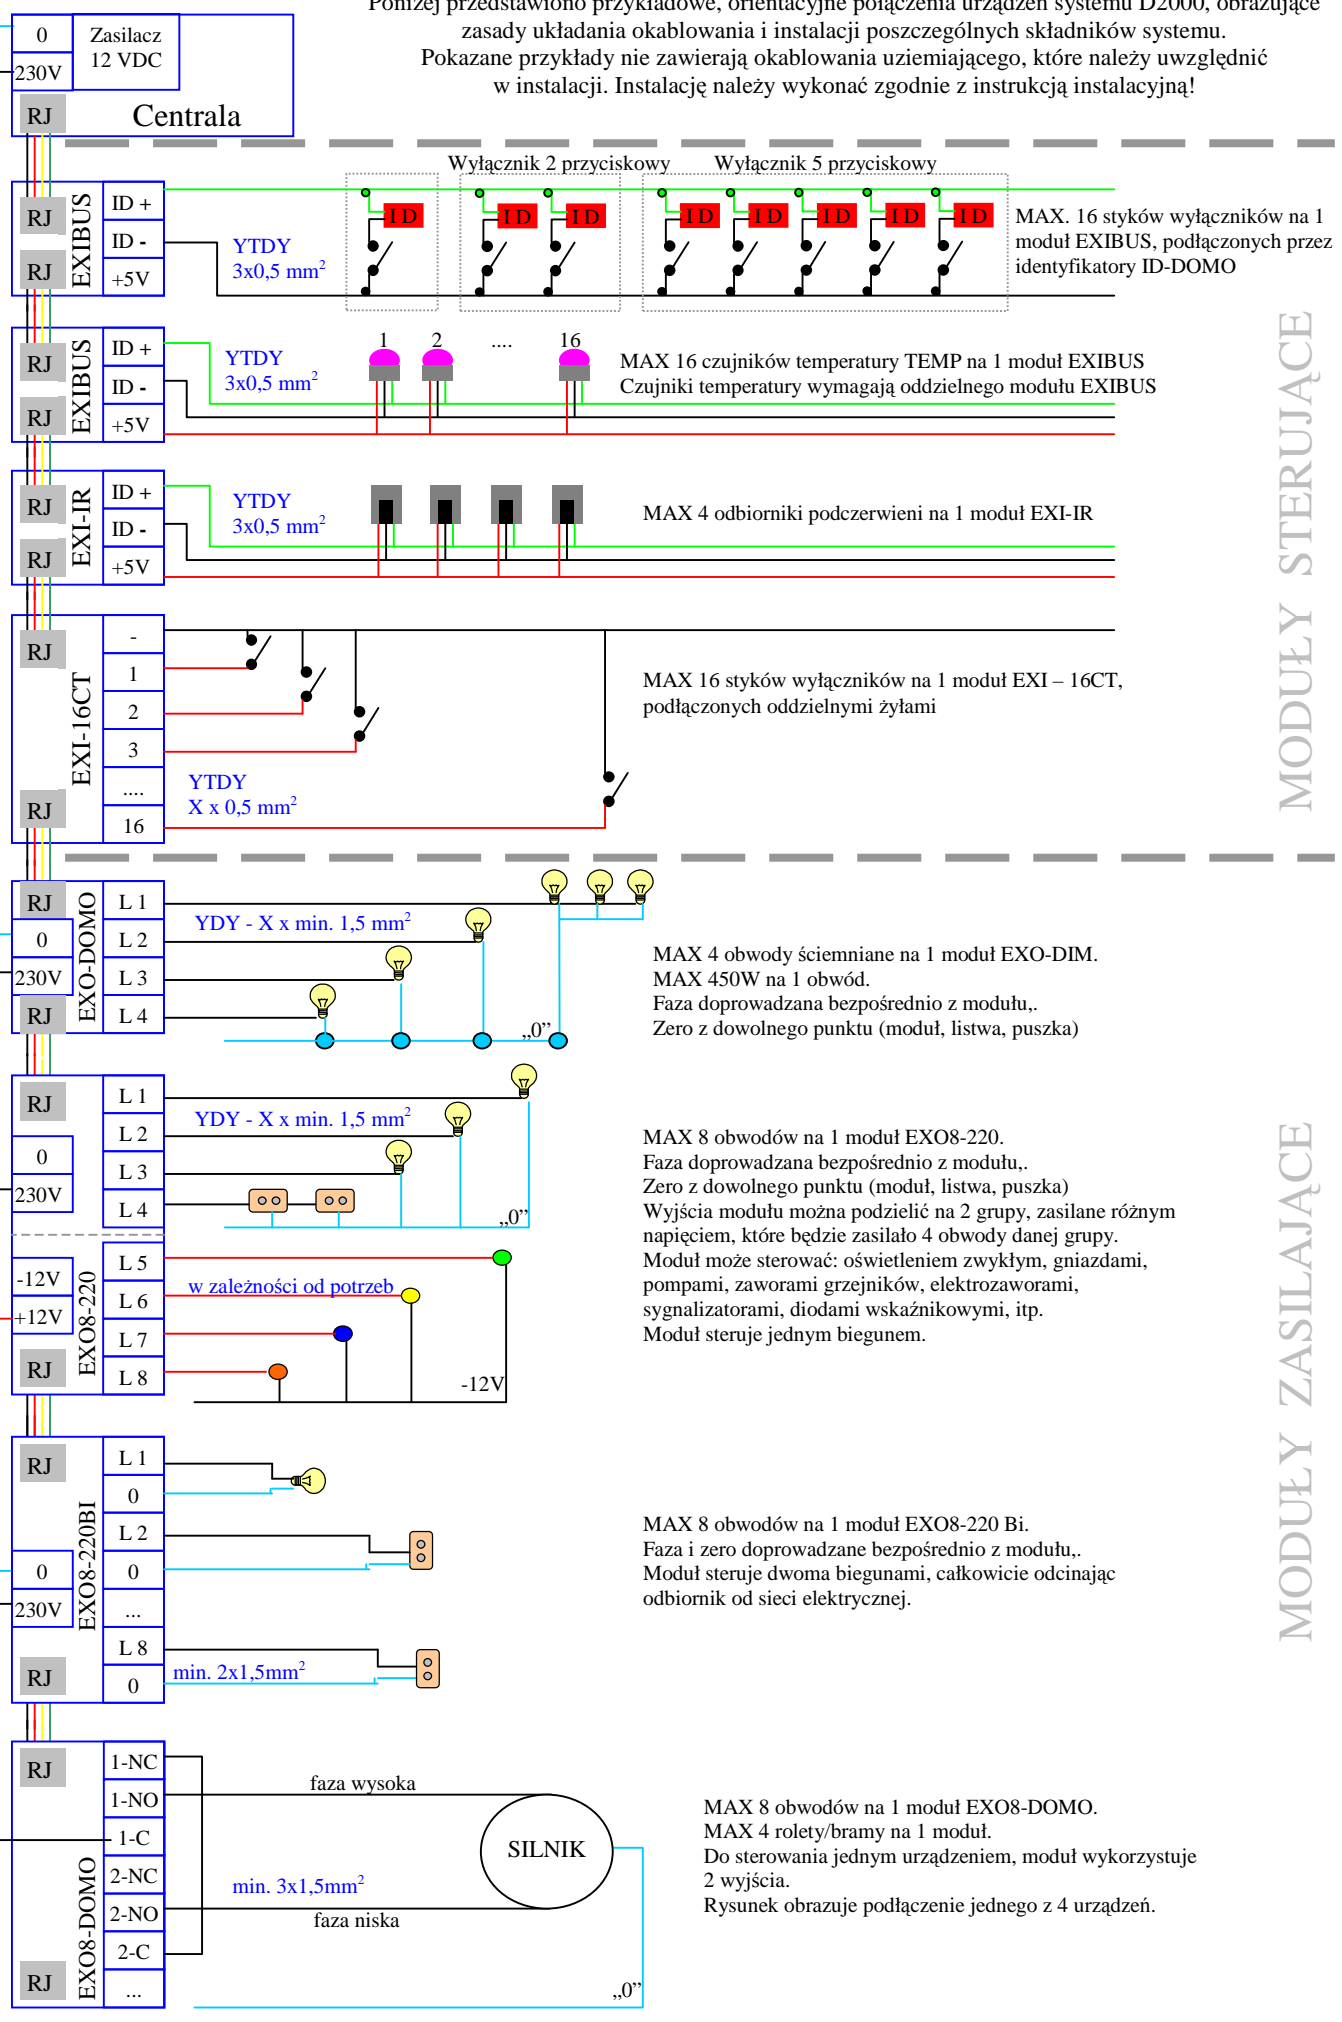 Poniżej przedstawiono przykładowe, orientacyjne połączenia urządzeń systemu D2000, obrazujące
zasady układania okablowania i instalacji poszczególnych składników systemu.
Pokazane przykłady nie zawierają okablowania uziemiającego, które należy uwzględnić
w instalacji. Instalację należy wykonać zgodnie z instrukcją instalacyjną!
0
230V
Zasilacz
12 VDC
RJ
Centrala
MODUŁY STERUJĄCE
Wyłącznik 2 przyciskowy
Wyłącznik 5 przyciskowy
RJ
RJ
EXIBUS
ID +
ID -
+5V
YTDY
3x0,5 mm²
I D
I D
I D
I D
I D
I D
I D
I D
MAX. 16 styków wyłączników na 1
moduł EXIBUS, podłączonych przez
identyfikatory ID-DOMO
RJ
RJ
EXIBUS
ID +
ID -
+5V
YTDY
3x0,5 mm²
1
2
....
16
MAX 16 czujników temperatury TEMP na 1 moduł EXIBUS
Czujniki temperatury wymagają oddzielnego modułu EXIBUS
RJ
RJ
EXI-IR
ID +
ID -
+5V
YTDY
3x0,5 mm²
MAX 4 odbiorniki podczerwieni na 1 moduł EXI-IR
RJ
RJ
EXI-16CT
-
1
2
3
....
16
YTDY
X x 0,5 mm²
MAX 16 styków wyłączników na 1 moduł EXI – 16CT,
podłączonych oddzielnymi żyłami
MODUŁY ZASILAJĄCE
RJ
0
230V
RJ
EXO-DOMO
L 1
L 2
L 3
L 4
YDY - X x min. 1,5 mm²
„0”
MAX 4 obwody ściemniane na 1 moduł EXO-DIM.
MAX 450W na 1 obwód.
Faza doprowadzana bezpośrednio z modułu,.
Zero z dowolnego punktu (moduł, listwa, puszka)
RJ
0
230V
-12V
+12V
RJ
EXO8-220
L 1
L 2
L 3
L 4
L 5
L 6
L 7
L 8
YDY - X x min. 1,5 mm²
„0”
w zależności od potrzeb
-12V
MAX 8 obwodów na 1 moduł EXO8-220.
Faza doprowadzana bezpośrednio z modułu,.
Zero z dowolnego punktu (moduł, listwa, puszka)
Wyjścia modułu można podzielić na 2 grupy, zasilane różnym
napięciem, które będzie zasilało 4 obwody danej grupy.
Moduł może sterować: oświetleniem zwykłym, gniazdami,
pompami, zaworami grzejników, elektrozaworami,
sygnalizatorami, diodami wskaźnikowymi, itp.
Moduł steruje jednym biegunem.
RJ
0
230V
RJ
EXO8-220BI
L 1
0
L 2
0
...
L 8
0
min. 2x1,5mm²
MAX 8 obwodów na 1 moduł EXO8-220 Bi.
Faza i zero doprowadzane bezpośrednio z modułu,.
Moduł steruje dwoma biegunami, całkowicie odcinając
odbiornik od sieci elektrycznej.
RJ
RJ
EXO8-DOMO
1-NC
1-NO
1-C
2-NC
2-NO
2-C
...
faza wysoka
SILNIK
min. 3x1,5mm²
faza niska
„0”
MAX 8 obwodów na 1 moduł EXO8-DOMO.
MAX 4 rolety/bramy na 1 moduł.
Do sterowania jednym urządzeniem, moduł wykorzystuje
2 wyjścia.
Rysunek obrazuje podłączenie jednego z 4 urządzeń.